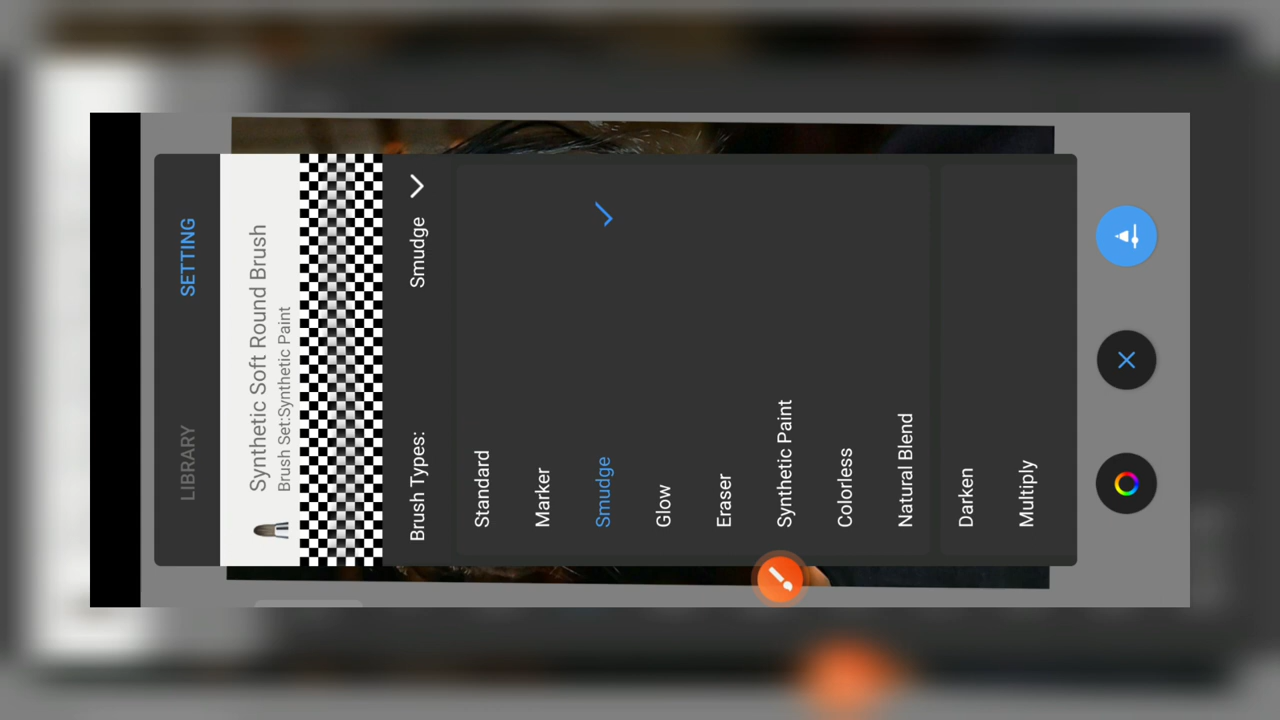 LIBRARY SETTING
Synthetic Soft Round Brush
Brush Set:Synthetic Paint
Brush Types: Smudge
Standard
Marker
Smudge
Glow
Eraser
Synthetic Paint
Colorless
Natural Blend
Darken
Multiply